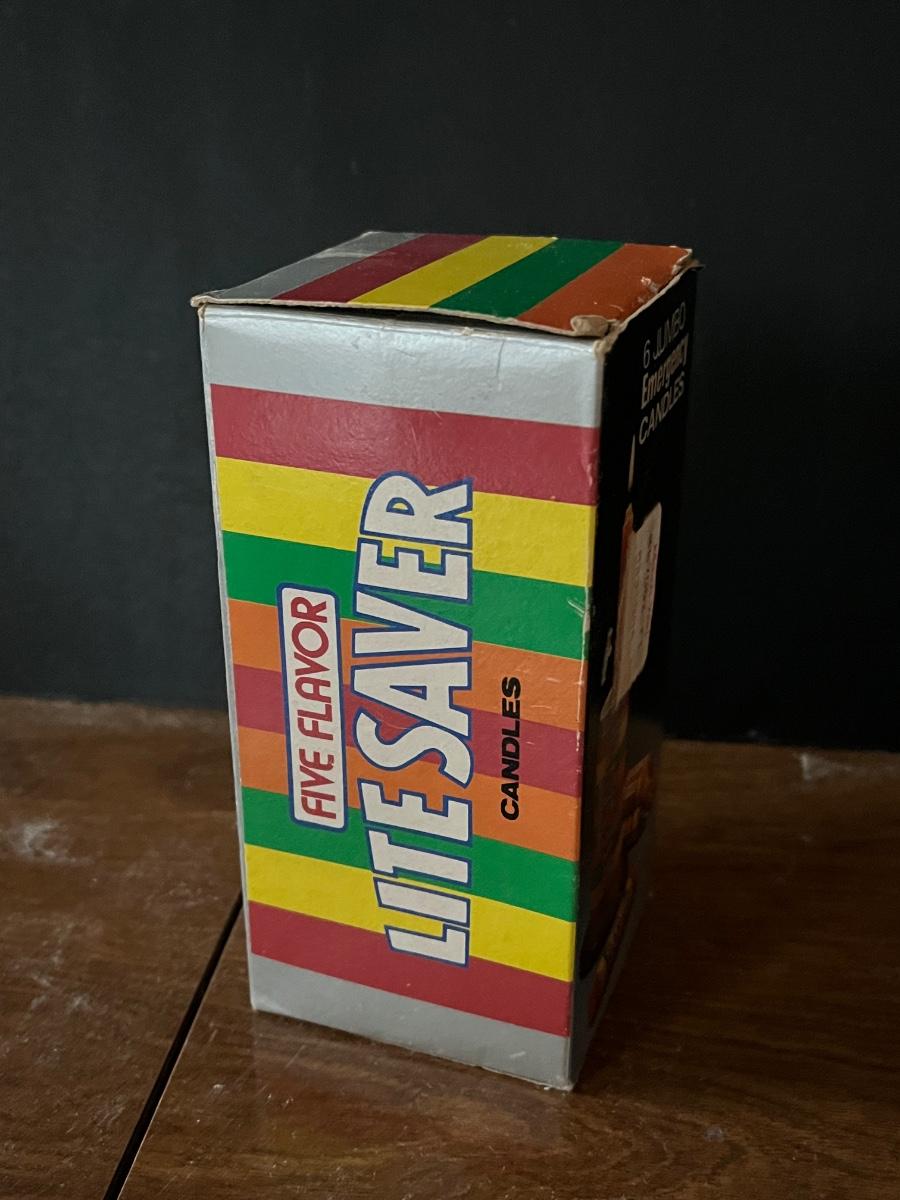 FIVE FLAVOR
LITE SAVER
CANDLES
6 JUMBO
Emergency
CANDLES